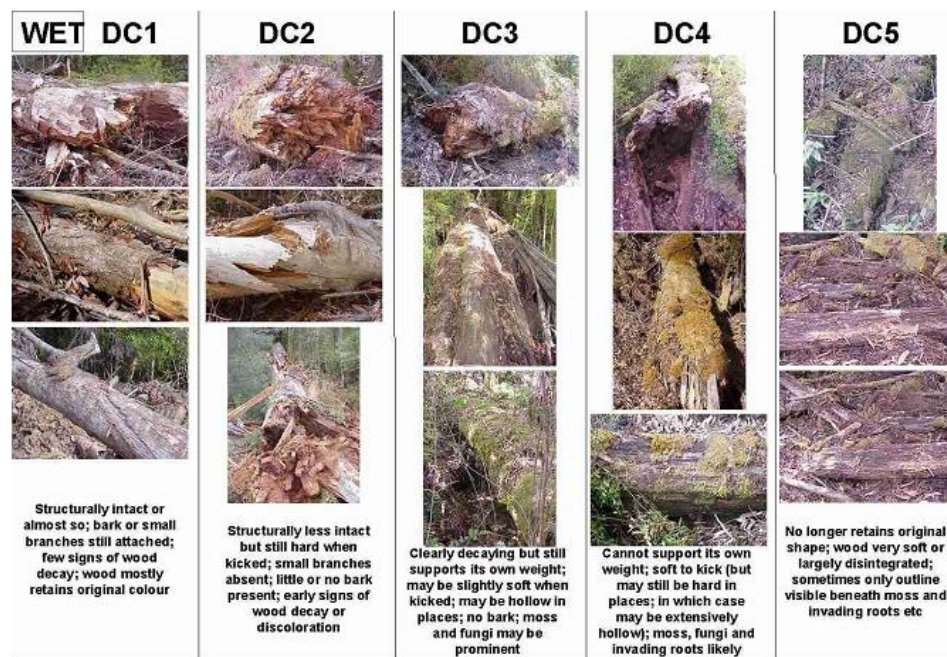 WET DC1
DC2
DC3
DC4
DC5
Structurally intact or
almost so; bark or small
branches still attached;
few signs of wood
decay; wood mostly
retains original colour
Structurally less intact
but still hard when
kicked; small branches
absent; little or no bark
present; early signs of
wood decay or
discoloration
Clearly decaying but still
supports its own weight;
may be slightly soft when
kicked; may be hollow in
places; no bark; moss
and fungi may be
prominent
Cannot support its own
weight; soft to kick (but
may still be hard in
places; in which case
may be extensively
hollow); moss, fungi and
invading roots likely
No longer retains original
shape; wood very soft or
largely disintegrated;
sometimes only outline
visible beneath moss and
invading roots etc